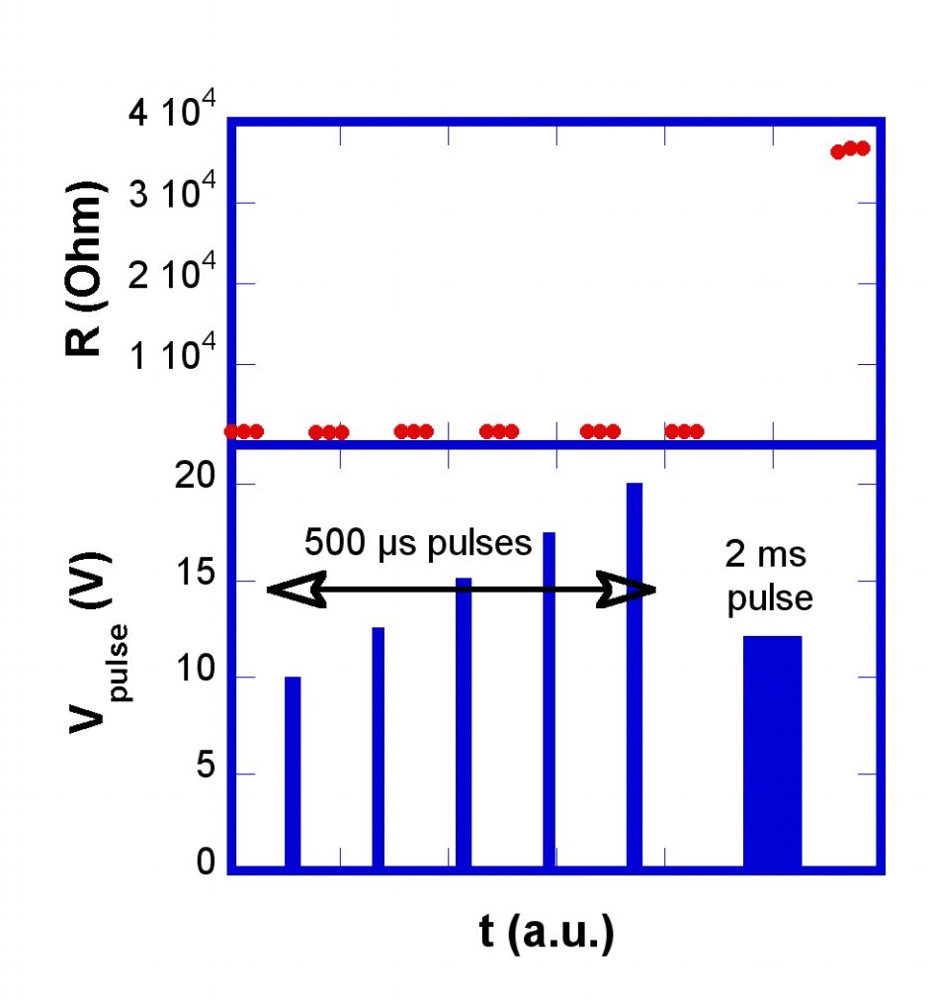 4 10⁴
3 10⁴
2 10⁴
1 10⁴
R (Ohm)
20
15
10
5
0
V pulse (V)
500 µs pulses
2 ms
pulse
t (a.u.)